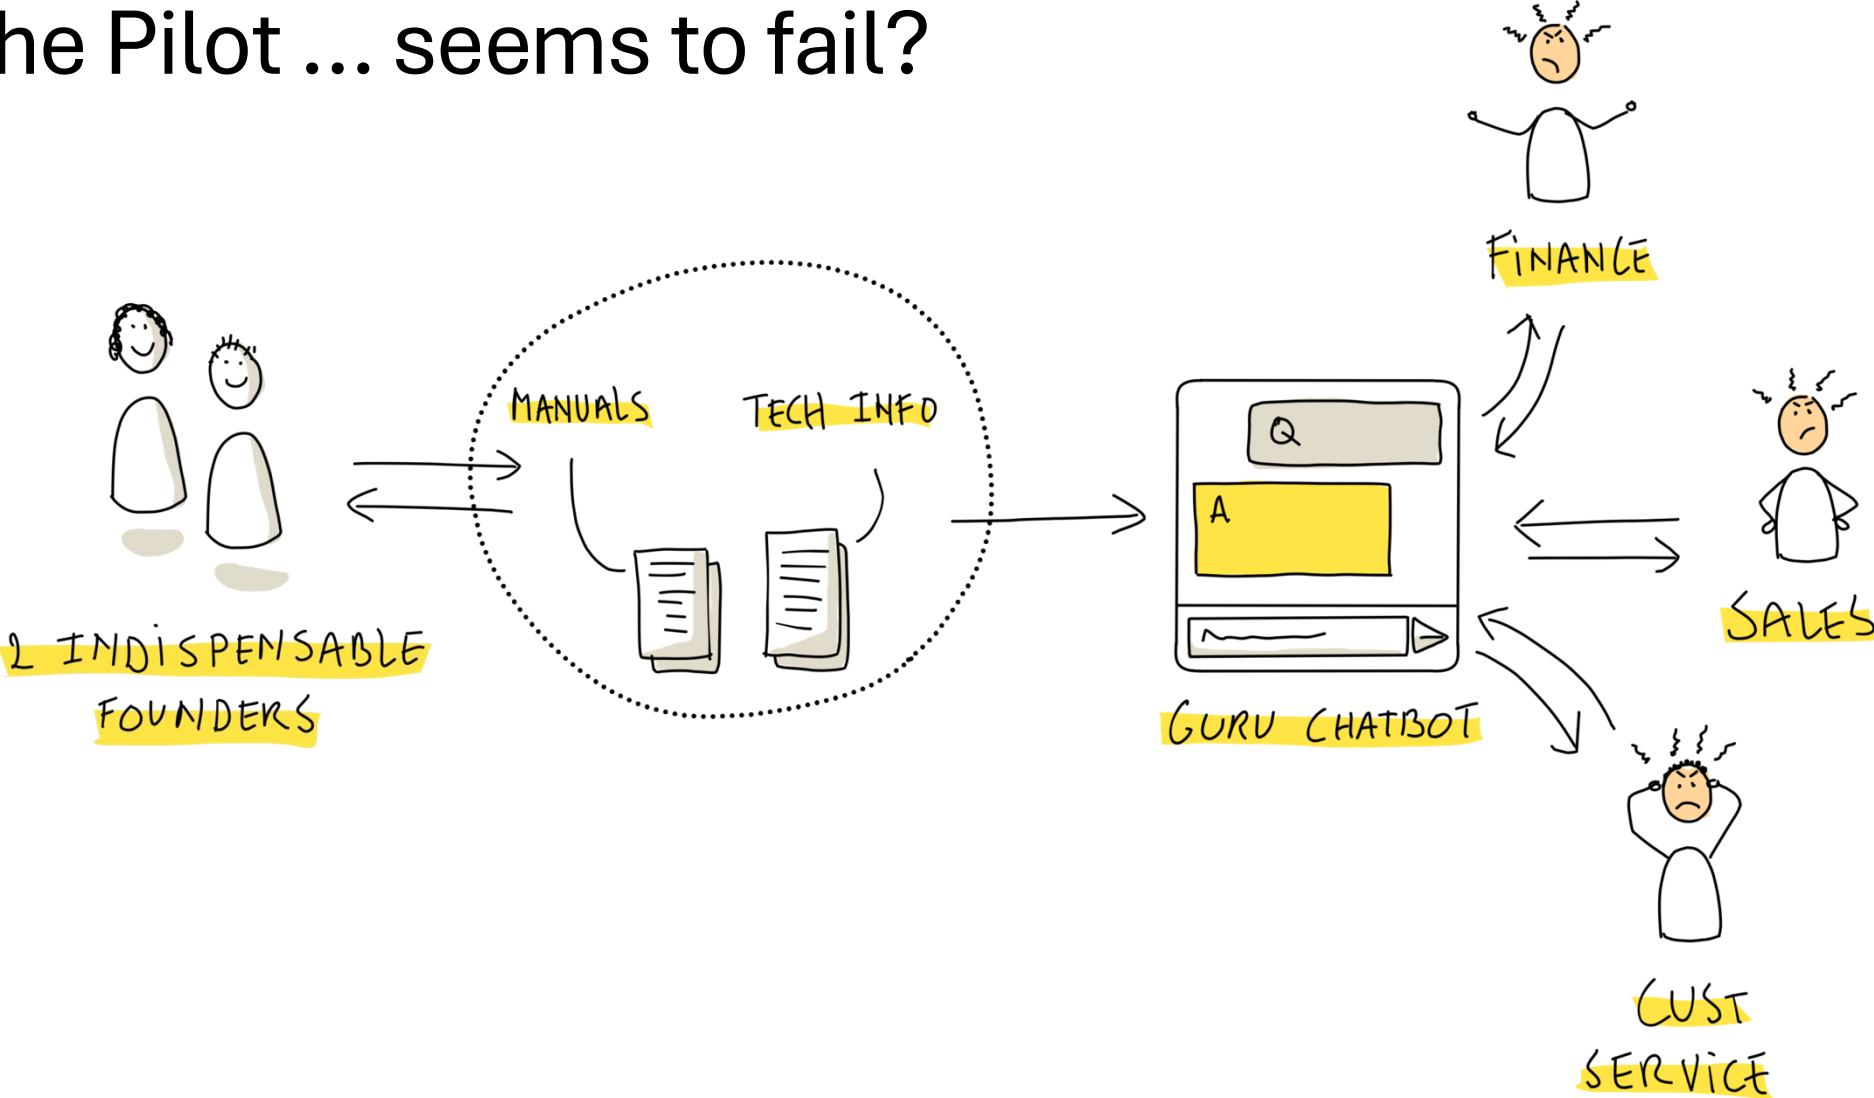 he Pilot ... seems to fail?
FINANCE
MANUALS
TECH INFO
Q
A
SALES
2 INDISPENSABLE
FOUNDERS
GURU CHATBOT
CUST
SERVICE